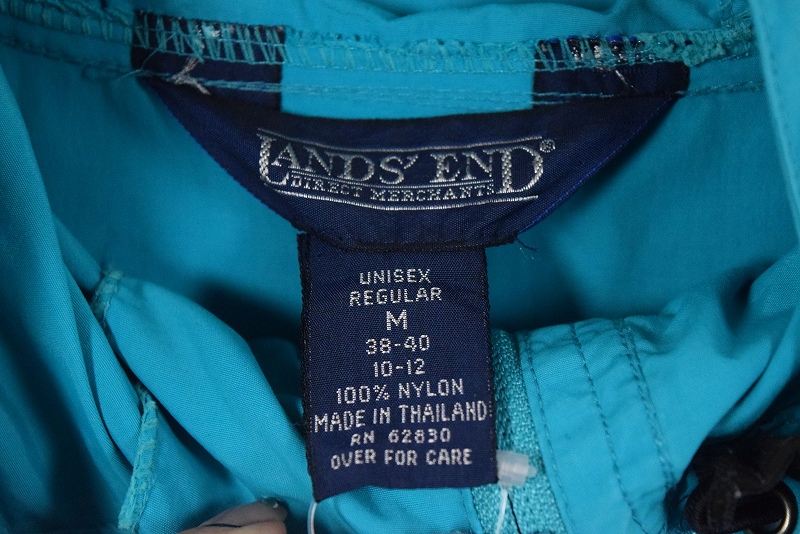 LANDS' END®
DIRECT MERCHANTS
UNISEX
REGULAR
M
38-40
10-12
100% NYLON
MADE IN THAILAND
RN 62830
OVER FOR CARE